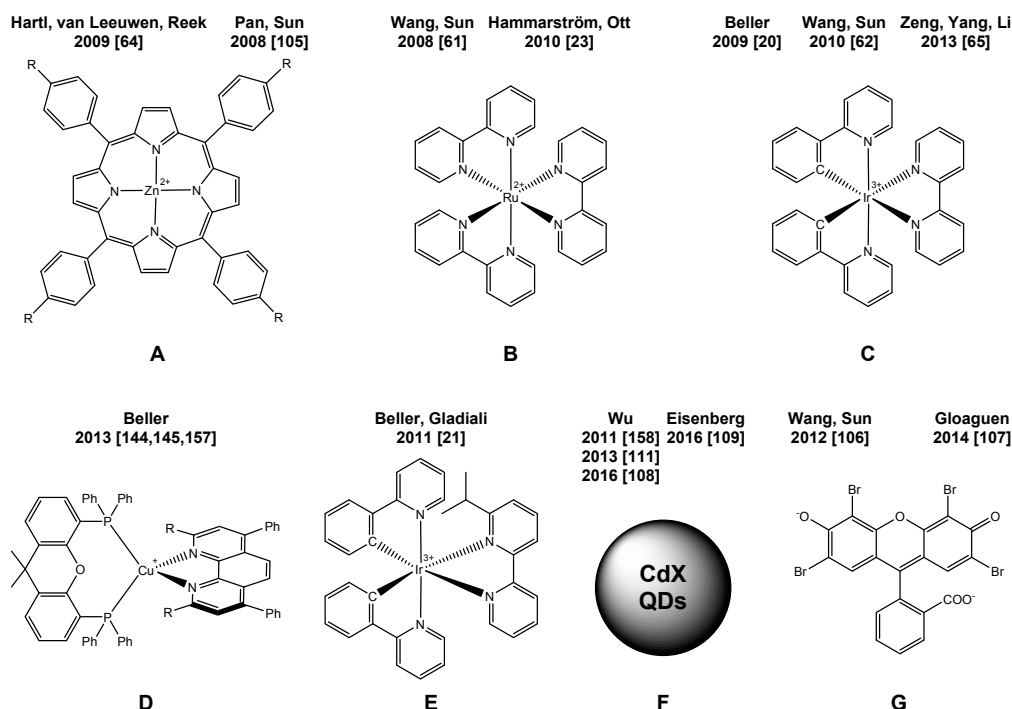 Hartl, van Leeuwen, Reek
2009 [64]
Pan, Sun
2008 [105]
R
R
N
N
Zn
2+
N
N
R
R
A
Wang, Sun
2008 [61]
Hammarström, Ott
2010 [23]
N
N
N
2+
Ru
N
N
N
B
Beller
2009 [20]
Wang, Sun
2010 [62]
Zeng, Yang, Li
2013 [65]
N
C
N
3+
Ir
C
N
N
C
Beller
2013 [144,145,157]
Ph
Ph
P
R
Ph
N
O
Cu
+
N
P
R
Ph
Ph
Ph
D
Beller, Gladiali
2011 [21]
N
C
N
3+
Ir
C
N
N
E
Wu
2011 [158]
2013 [111]
2016 [108]
Eisenberg
2016 [109]
CdX
QDs
F
Wang, Sun
2012 [106]
Gloaguen
2014 [107]
Br
Br
-O
O
O
Br
Br
COO-
G